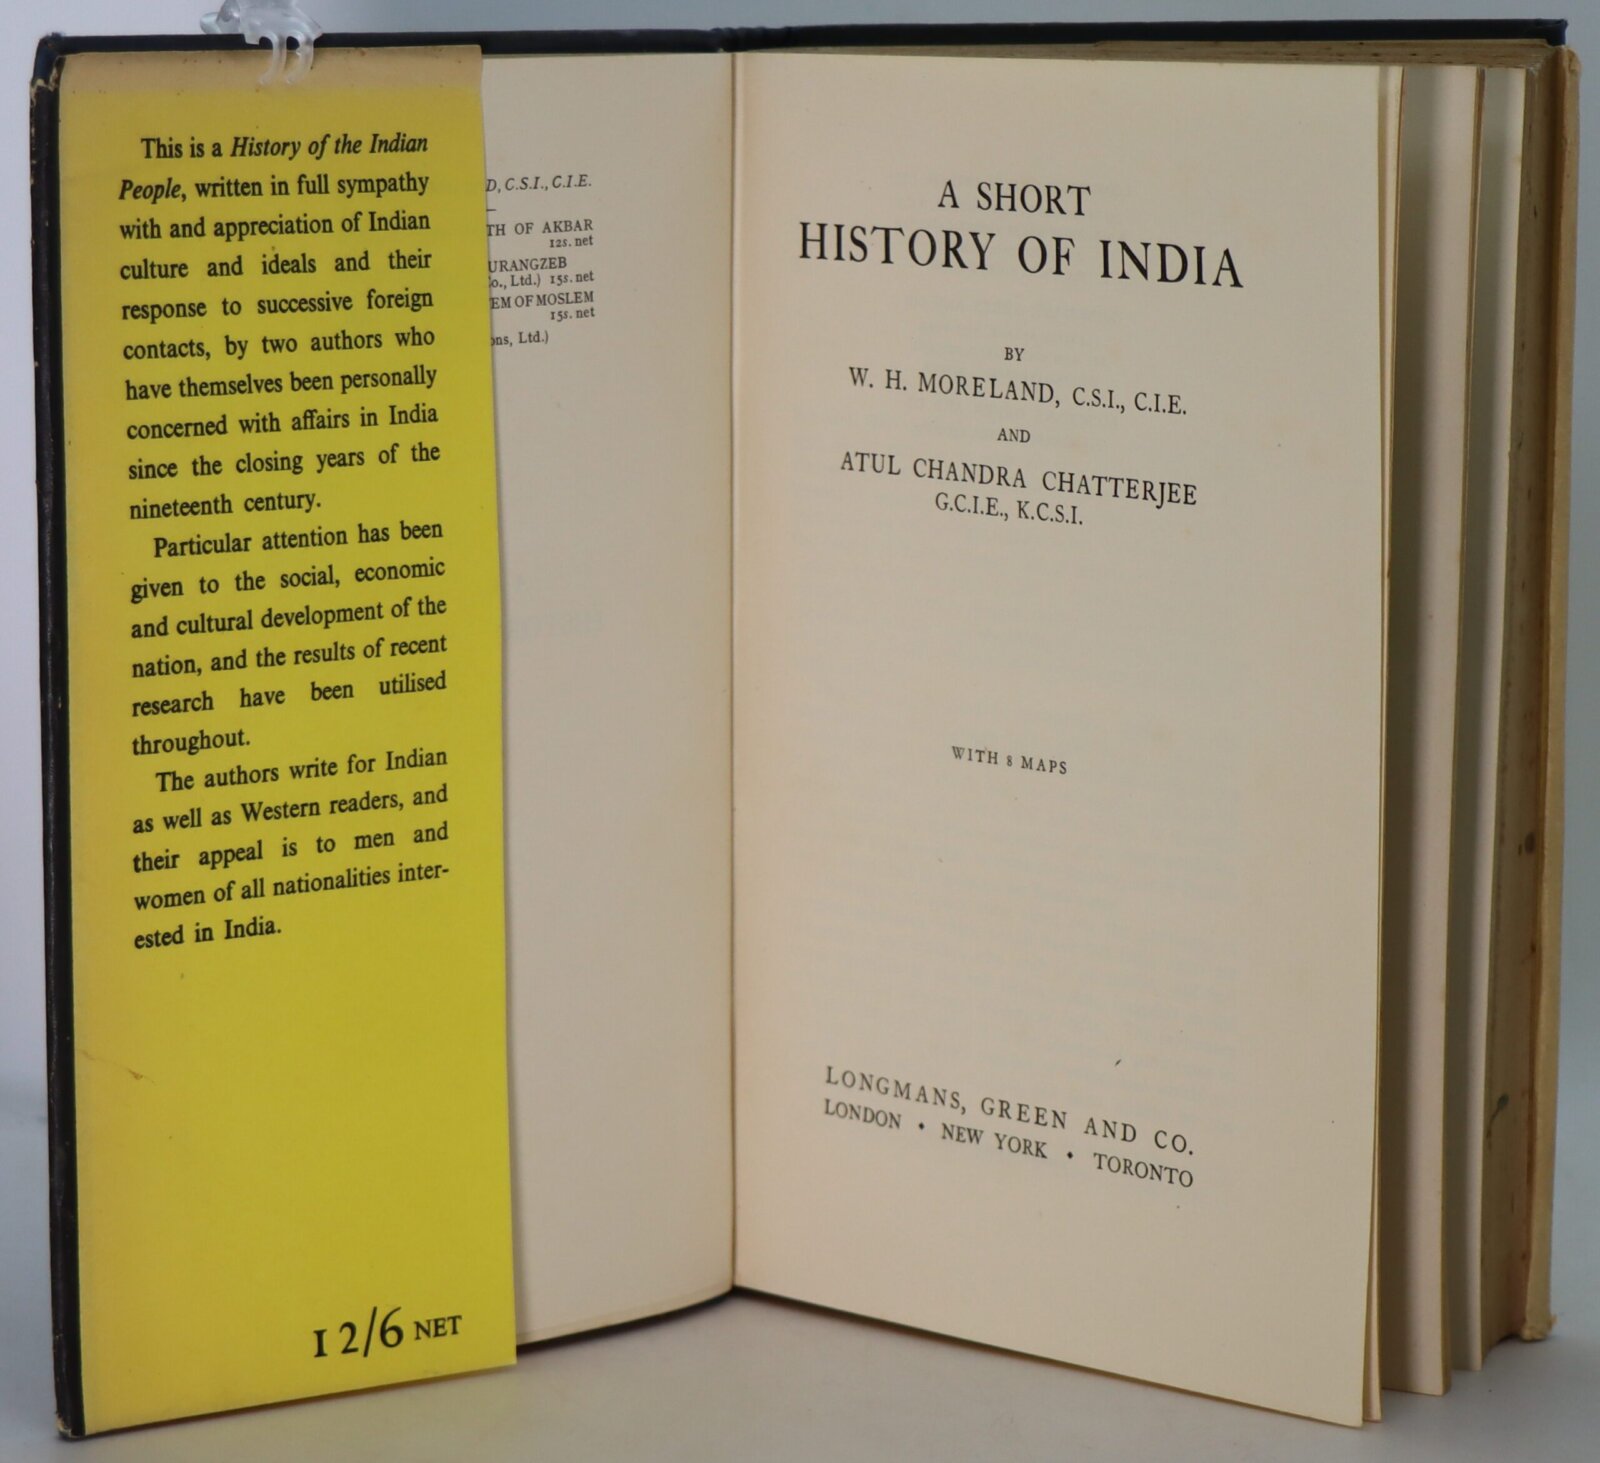 This is a History of the Indian
People, written in full sympathy
with and appreciation of Indian
culture and ideals and their
response to successive foreign
contacts, by two authors who
have themselves been personally
concerned with affairs in India
since the closing years of the
nineteenth century.
Particular attention has been
given to the social, economic
and cultural development of the
nation, and the results of recent
research have been utilised
throughout.
The authors write for Indian
as well as Western readers, and
their appeal is to men and
women of all nationalities inter-
ested in India.
12/6 NET
D, C.S.I., C.I.E.
TH OF AKBAR
12s. net
URANGZEB
o., Ltd.) 15s. net
EM OF MOSLEM
15s. net
ons, Ltd.)
A SHORT
HISTORY OF INDIA
BY
W. H. MORELAND, C.S.I., C.I.E.
AND
ATUL CHANDRA CHATTERJEE
G.C.I.E., K.C.S.I.
WITH 8 MAPS
LONGMANS, GREEN AND CO.
LONDON • NEW YORK • TORONTO